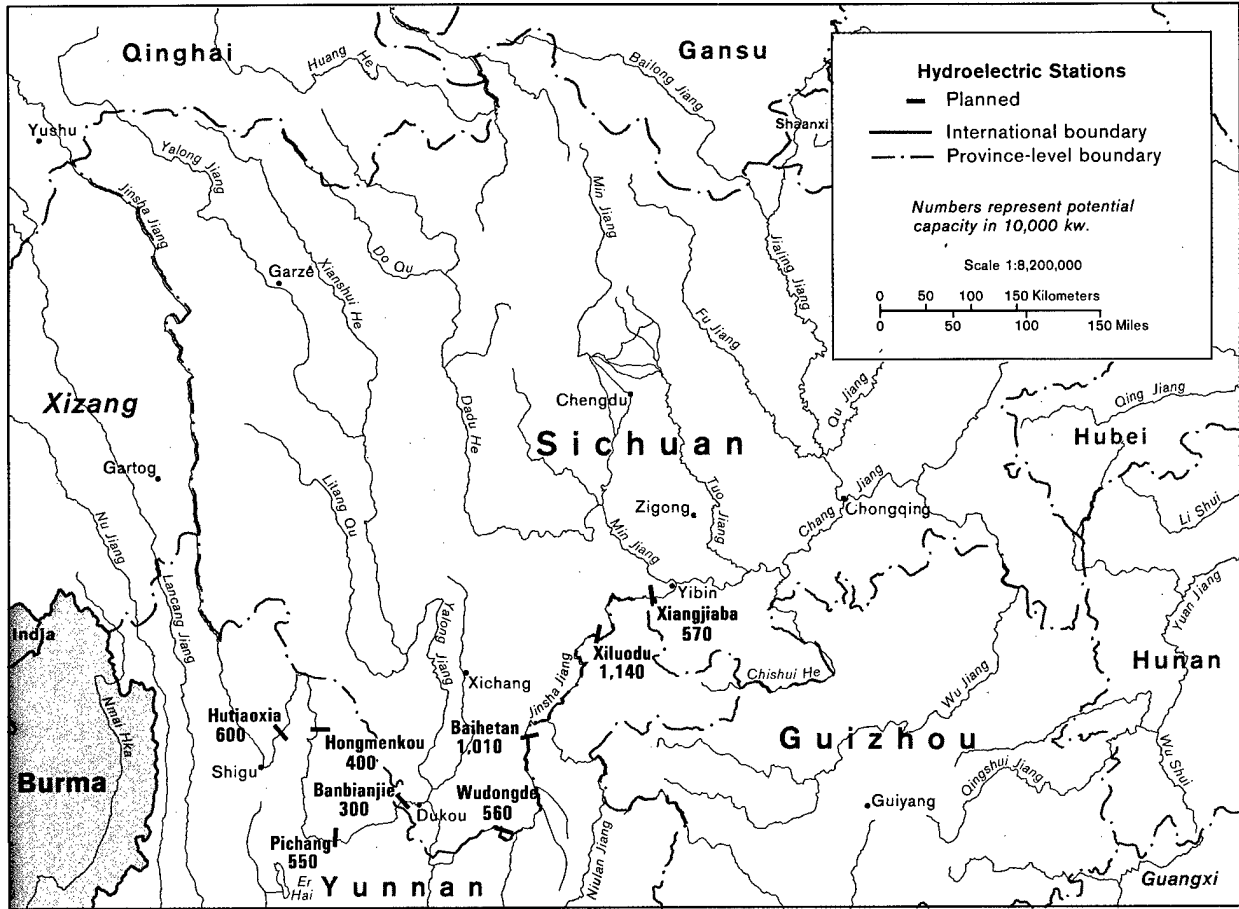 Qinghai
Huang He
Gansu
Bailong Jiang
Shaanxi
Hydroelectric Stations
Planned
International boundary
Province-level boundary
Numbers represent potential
capacity in 10,000 kw.
Scale 1:8,200,000
0 50 100 150 Kilometers
0 50 100 150 Miles
Yushu
Yalong Jiang
Jinsha Jiang
Min Jiang
Jialing Jiang
Do Qu
Xianshui He
Garzê
Fu Jiang
Xizang
Chengdu
Qu Jiang
Qing Jiang
Dadu He
Sichuan
Hubei
Gartog
Litang Qu
Tuo Jiang
Zigong
Chang Jiang
Chongqing
Li Shui
Nu Jiang
Min Jiang
Lancang Jiang
Yibin
Xiangjiaba
570
Yuan Jiang
India
Yalong Jiang
Xiluodu
1,140
Hunan
Xichang
Chishui He
Jinsha Jiang
Wu Jiang
Nmai Hka
Hutiaoxia
600
Hongmenkou
400
Baihetan
1,010
Guizhou
Burma
Shigu
Banbianjie
300
Dukou
Wudongde
560
Guiyang
Qingshui Jiang
Wu Shui
Pichang
550
Er
Hai
Yunnan
Niulan Jiang
Guangxi